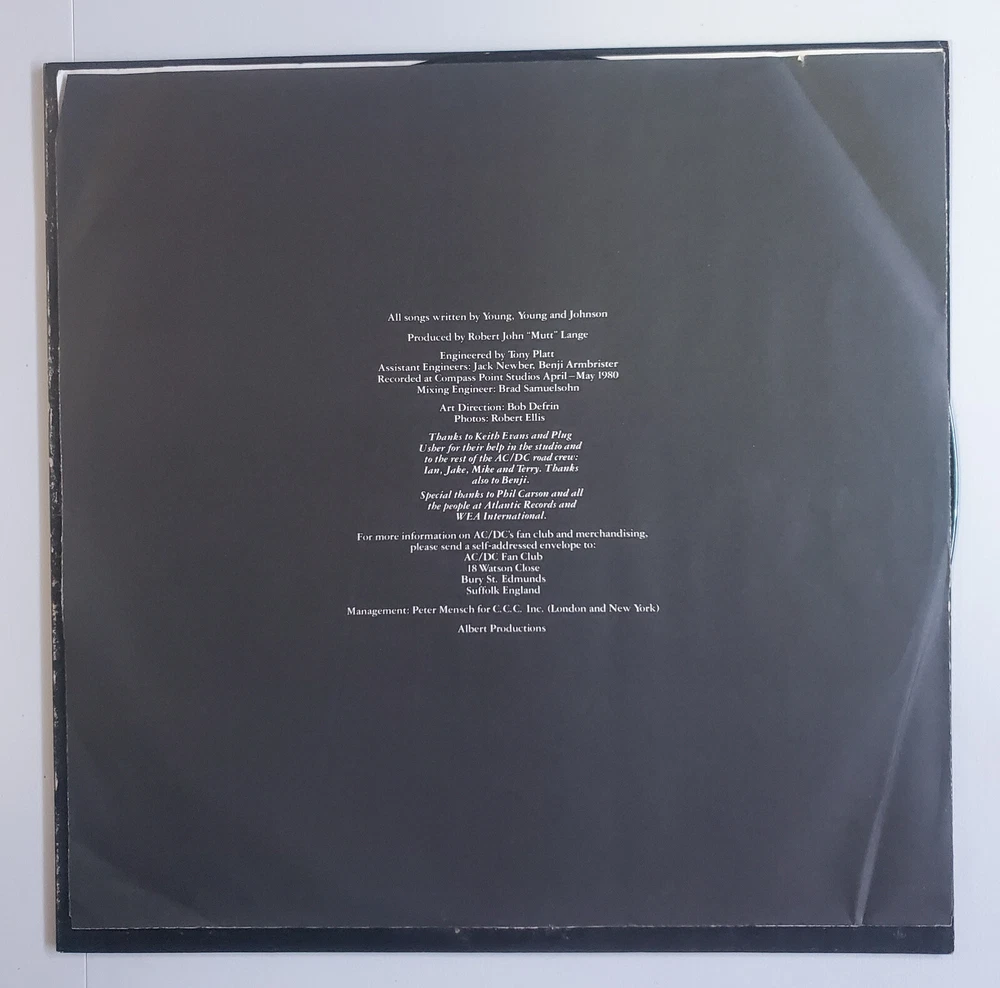 All songs written by Young, Young and Johnson
Produced by Robert John "Mutt" Lange
Engineered by Tony Platt
Assistant Engineers: Jack Newber, Benji Armbrister
Recorded at Compass Point Studios April–May 1980
Mixing Engineer: Brad Samuelsohn
Art Direction: Bob Defrin
Photos: Robert Ellis
Thanks to Keith Evans and Plug
Usher for their help in the studio and
to the rest of the AC/DC road crew:
Ian, Jake, Mike and Terry. Thanks
also to Benji.
Special thanks to Phil Carson and all
the people at Atlantic Records and
WEA International.
For more information on AC/DC's fan club and merchandising,
please send a self-addressed envelope to:
AC/DC Fan Club
18 Watson Close
Bury St. Edmunds
Suffolk England
Management: Peter Mensch for C.C.C. Inc. (London and New York)
Albert Productions